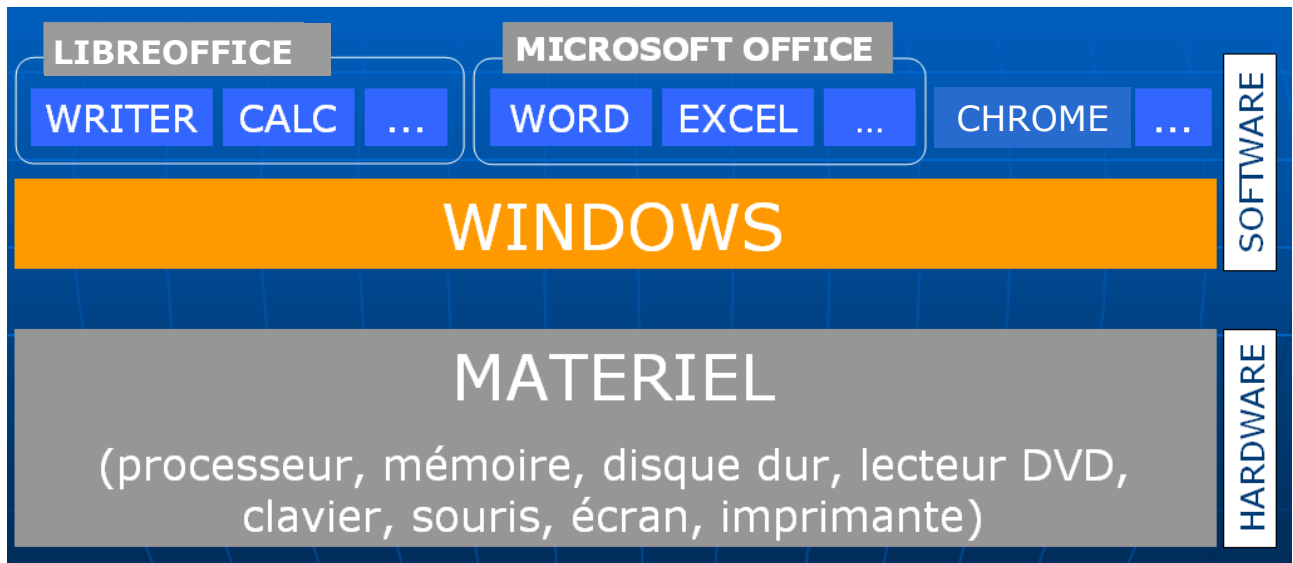 LIBREOFFICE
MICROSOFT OFFICE
WRITER
CALC
...
WORD
EXCEL
...
CHROME
...
SOFTWARE
WINDOWS
MATERIEL
(processeur, mémoire, disque dur, lecteur DVD,
clavier, souris, écran, imprimante)
HARDWARE